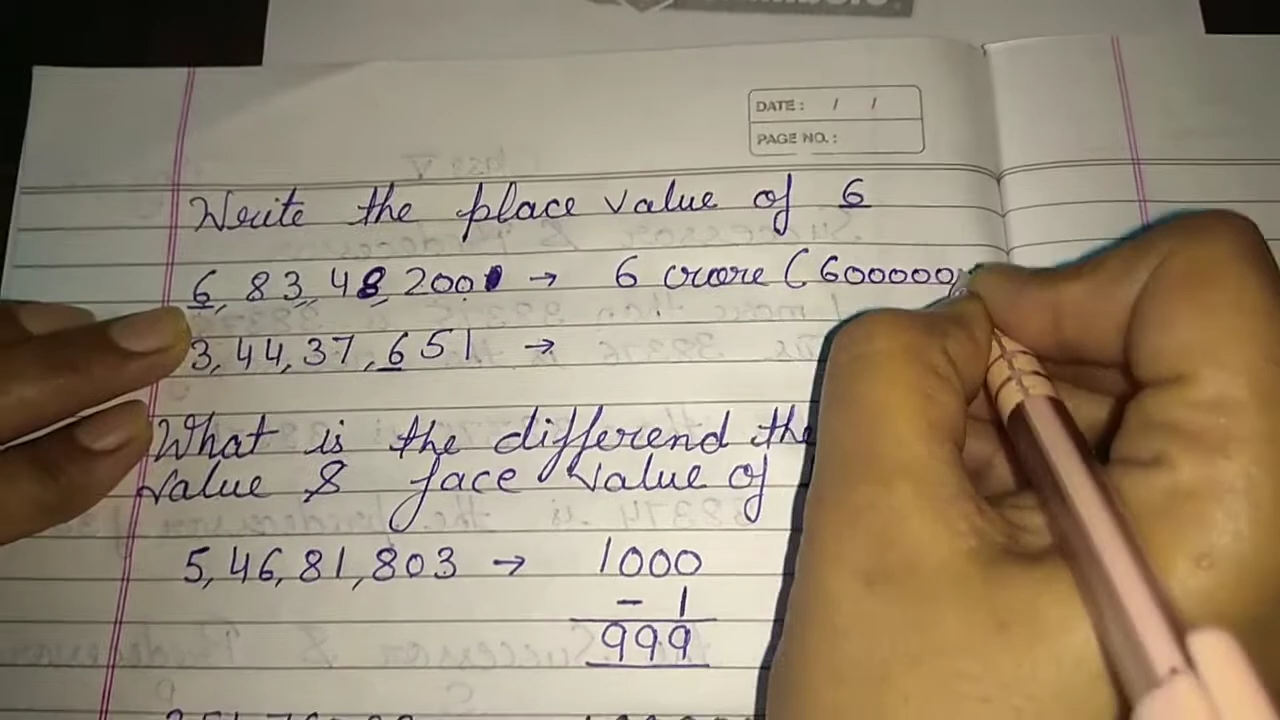 DATE: / /
PAGE NO.:
Write the place value of 6
6, 83, 48, 200 → 6 crore (600000
3,44,37,651 →
What is the differend the
value & face value of
5,46,81,803 → 1000
- 1
999